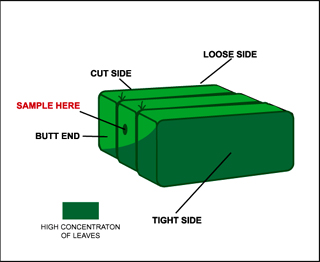 LOOSE SIDE
CUT SIDE
SAMPLE HERE
BUTT END
TIGHT SIDE
HIGH CONCENTRATON
OF LEAVES